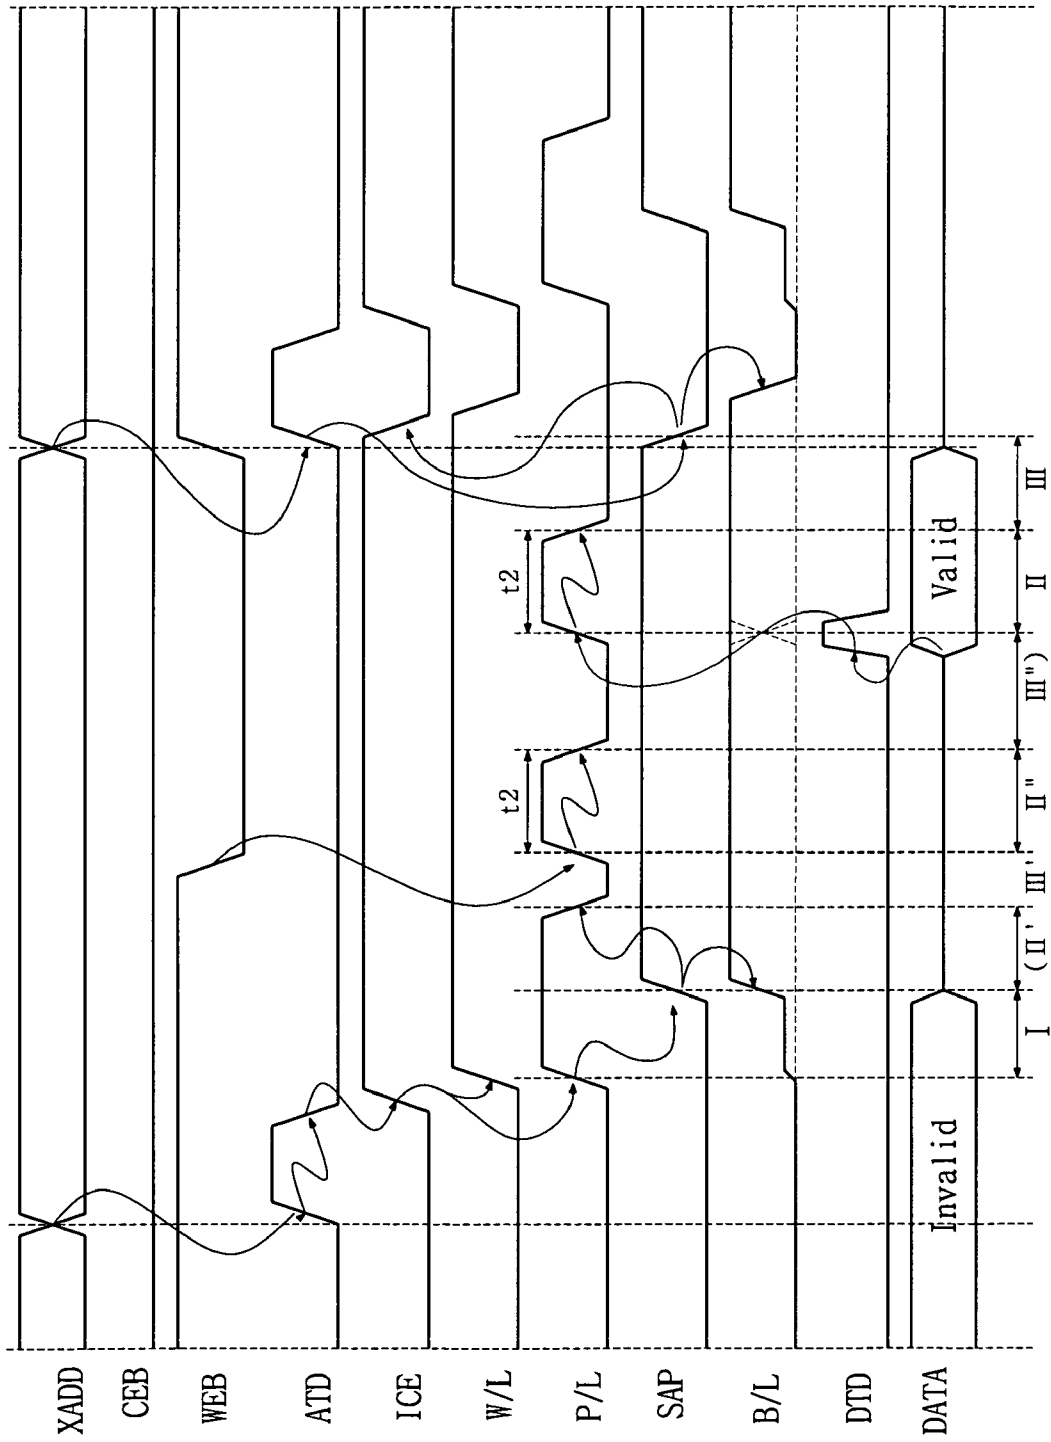 XADD
CEB
WEB
ATD
ICE
W/L
t2 t2
P/L
SAP
B/L
DTD
DATA Invalid Valid
I (II' III' II" III") II III